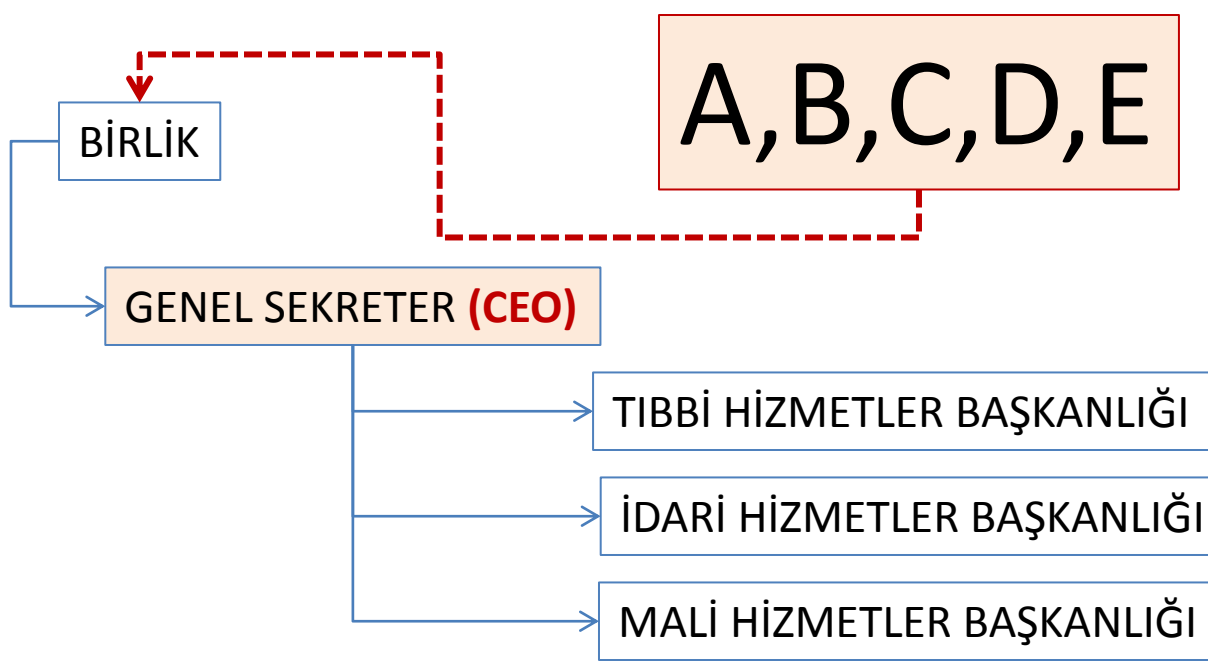 A,B,C,D,E
BİRLİK
GENEL SEKRETER (CEO)
TIBBİ HİZMETLER BAŞKANLIĞI
İDARİ HİZMETLER BAŞKANLIĞI
MALİ HİZMETLER BAŞKANLIĞI